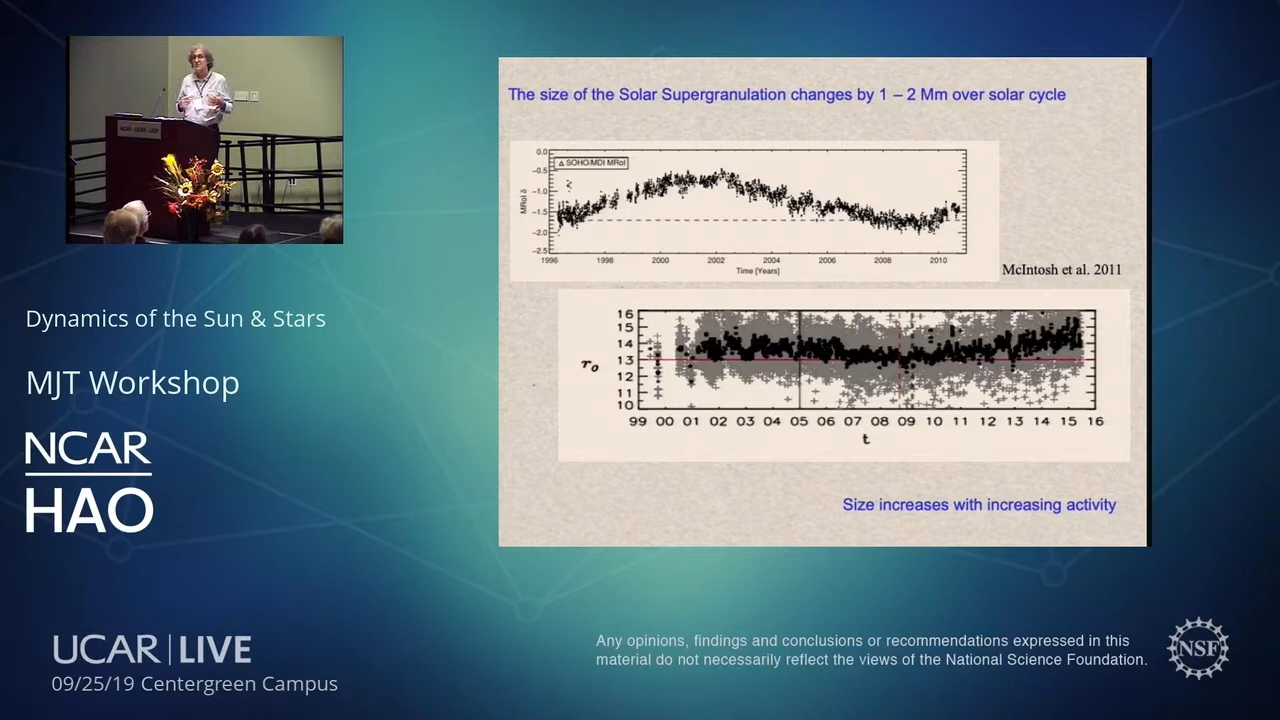 UCAR - UCAR - UCP
Dynamics of the Sun & Stars
MJT Workshop
NCAR
HAO
UCAR | LIVE
09/25/19 Centergreen Campus
The size of the Solar Supergranulation changes by 1 – 2 Mm over solar cycle
Δ SOHO/MDI MRoI
MRoI δ
0.0
−0.5
−1.0
−1.5
−2.0
−2.5
1996 1998 2000 2002 2004 2006 2008 2010
Time [Years]
McIntosh et al. 2011
16
15
14
13
12
11
10
r₀
99 00 01 02 03 04 05 06 07 08 09 10 11 12 13 14 15 16
t
Size increases with increasing activity
Any opinions, findings and conclusions or recommendations expressed in this
material do not necessarily reflect the views of the National Science Foundation.
NSF